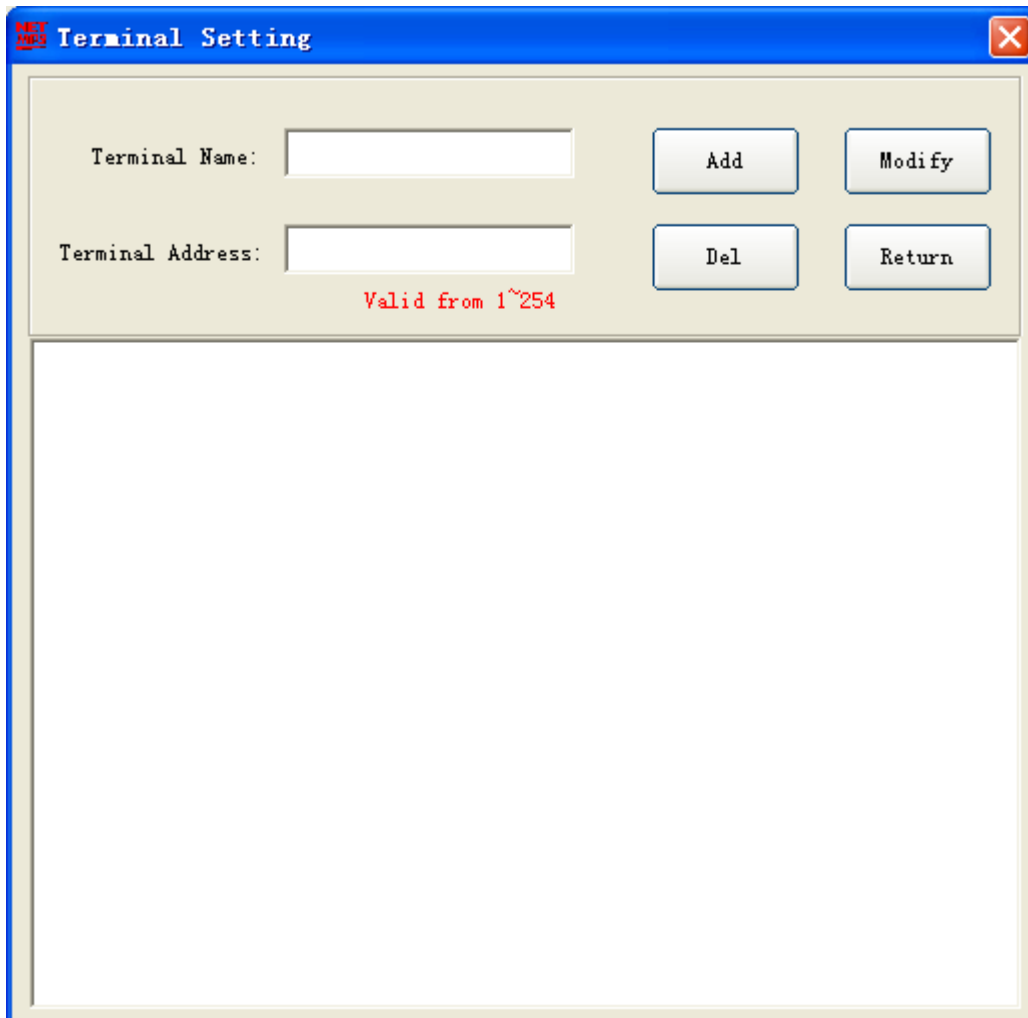 Terminal Setting
Terminal Name:
Add
Modify
Terminal Address:
Del
Return
Valid from 1~254